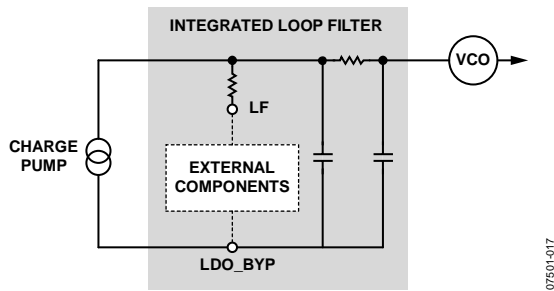 INTEGRATED LOOP FILTER
VCO
LF
CHARGE
PUMP
EXTERNAL
COMPONENTS
LDO_BYP
07501-017